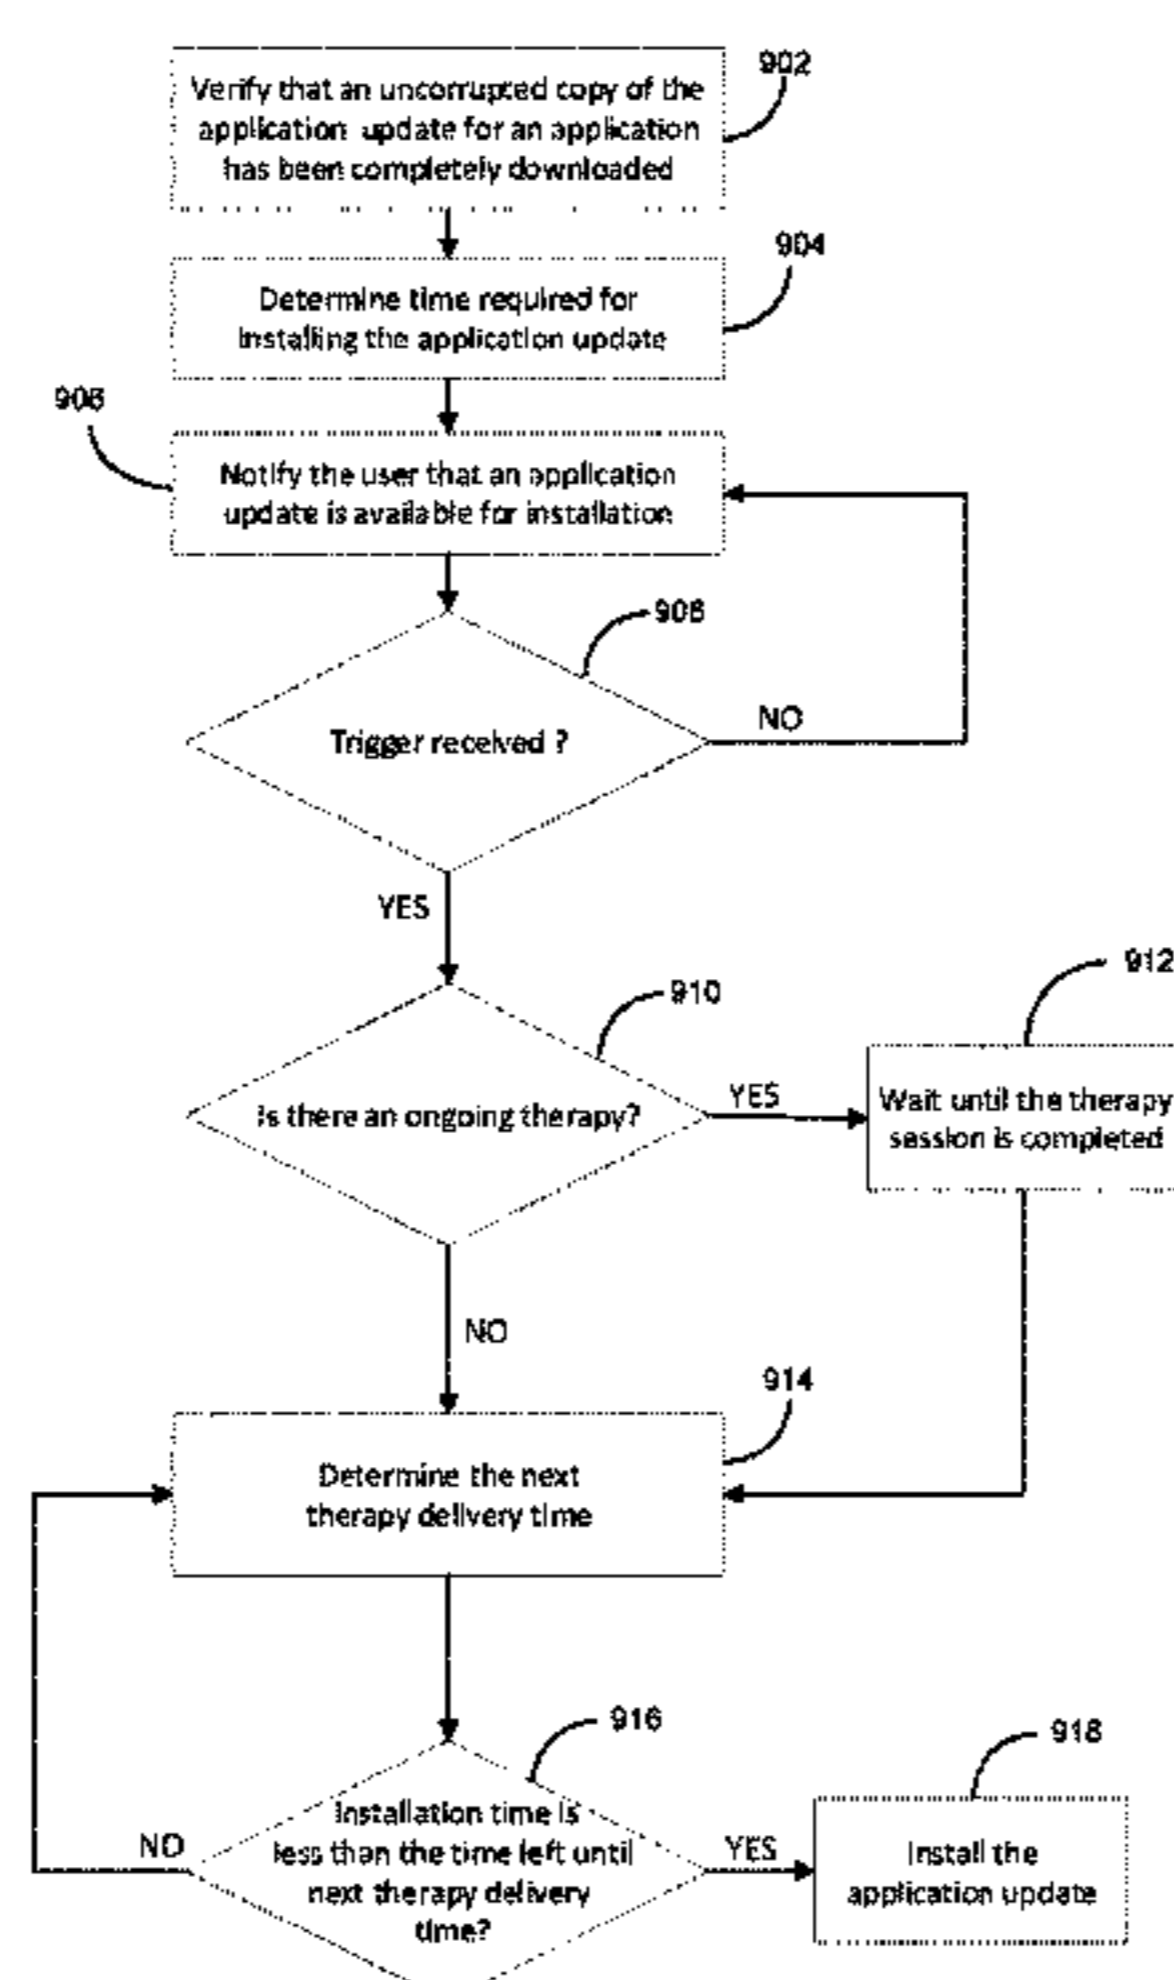 902
Verify that an uncorrupted copy of the
application update for an application
has been completely downloaded
904
Determine time required for
installing the application update
906
Notify the user that an application
update is available for installation
908
Trigger received ?
NO
YES
910
912
Is there an ongoing therapy?
YES
Wait until the therapy
session is completed
NO
914
Determine the next
therapy delivery time
916
918
Installation time is
less than the time left until
next therapy delivery
time?
NO
YES
Install the
application update